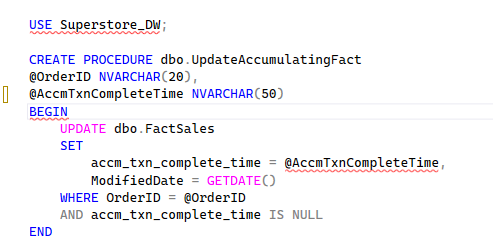 USE Superstore_DW;
CREATE PROCEDURE dbo.UpdateAccumulatingFact
@OrderID NVARCHAR(20),
@AccmTxnCompleteTime NVARCHAR(50)
BEGIN
UPDATE dbo.FactSales
SET
accm_txn_complete_time = @AccmTxnCompleteTime,
ModifiedDate = GETDATE()
WHERE OrderID = @OrderID
AND accm_txn_complete_time IS NULL
END